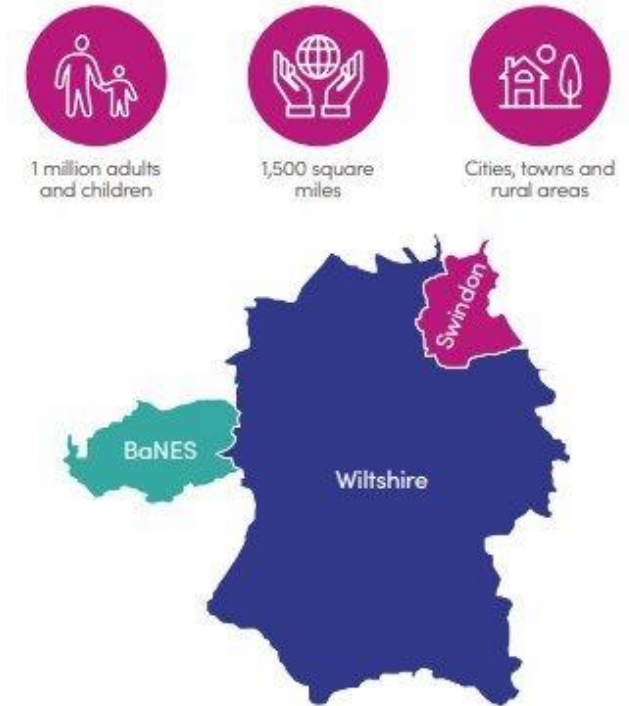 1 million adults
and children
1,500 square
miles
Cities, towns and
rural areas
Swindon
BaNES
Wiltshire